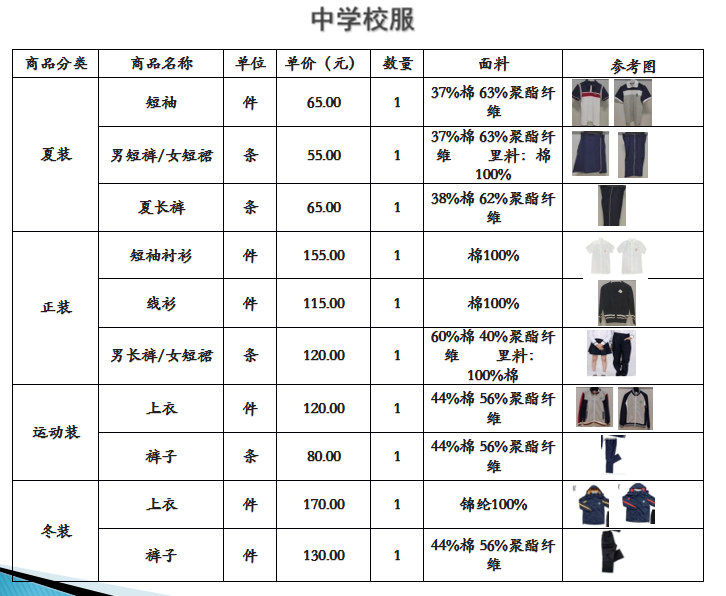 中学校服
商品分类 商品名称 单位 单价（元） 数量 面料 参考图
夏装
短袖 件 65.00 1 37%棉 63%聚酯纤
维
男短裤/女短裙 条 55.00 1 37%棉 63%聚酯纤
维 里料：棉
100%
夏长裤 条 65.00 1 38%棉 62%聚酯纤
维
正装
短袖衬衫 件 155.00 1 棉100%
绒衫 件 115.00 1 棉100%
男长裤/女短裙 条 120.00 1 60%棉 40%聚酯纤
维 里料：
100%棉
运动装
上衣 件 120.00 1 44%棉 56%聚酯纤
维
裤子 条 80.00 1 44%棉 56%聚酯纤
维
冬装
上衣 件 170.00 1 锦纶100%
裤子 件 130.00 1 44%棉 56%聚酯纤
维